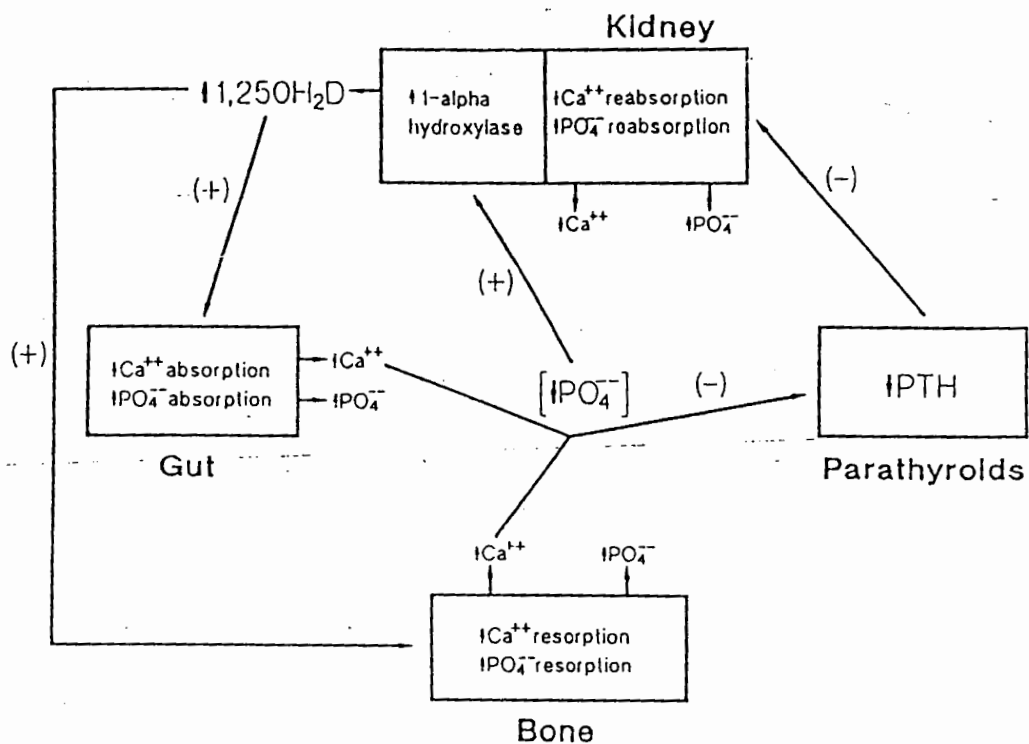 Kidney
1,25OH₂D
1-alpha
hydroxylase
Ca⁺⁺ reabsorption
PO₄⁻⁻ reabsorption
(+)
(-)
Ca⁺⁺
PO₄⁻⁻
(+)
(+)
Ca⁺⁺ absorption
PO₄⁻⁻ absorption
Ca⁺⁺
PO₄⁻⁻
[PO₄⁻⁻]
(-)
PTH
Gut
Parathyroids
Ca⁺⁺
PO₄⁻⁻
Ca⁺⁺ resorption
PO₄⁻⁻ resorption
Bone